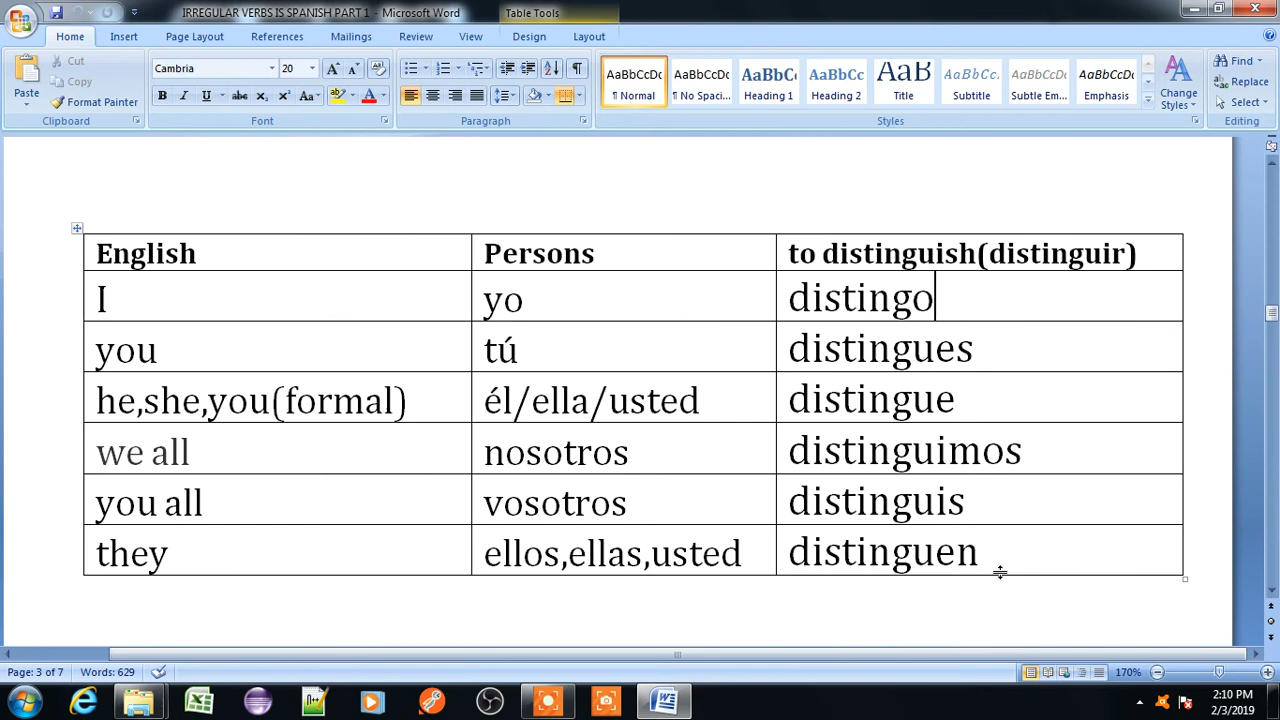 IRREGULAR VERBS IS SPANISH PART 1 - Microsoft Word
Table Tools
Home Insert Page Layout References Mailings Review View Design Layout
Paste
Cut
Copy
Format Painter
Clipboard
Cambria 20
Font
Paragraph
AaBbCcDc AaBbCcDc AaBbC AaBbCc AaB AaBbCc. AaBbCcDc AaBbCcDc
¶ Normal ¶ No Spaci... Heading 1 Heading 2 Title Subtitle Subtle Em... Emphasis
Change Styles
Styles
Find
Replace
Select
Editing
English Persons to distinguish(distinguir)
I yo distingo
you tú distingues
he,she,you(formal) él/ella/usted distingue
we all nosotros distinguimos
you all vosotros distinguis
they ellos,ellas,usted distinguen
Page: 3 of 7 Words: 629 170%
2:10 PM
2/3/2019